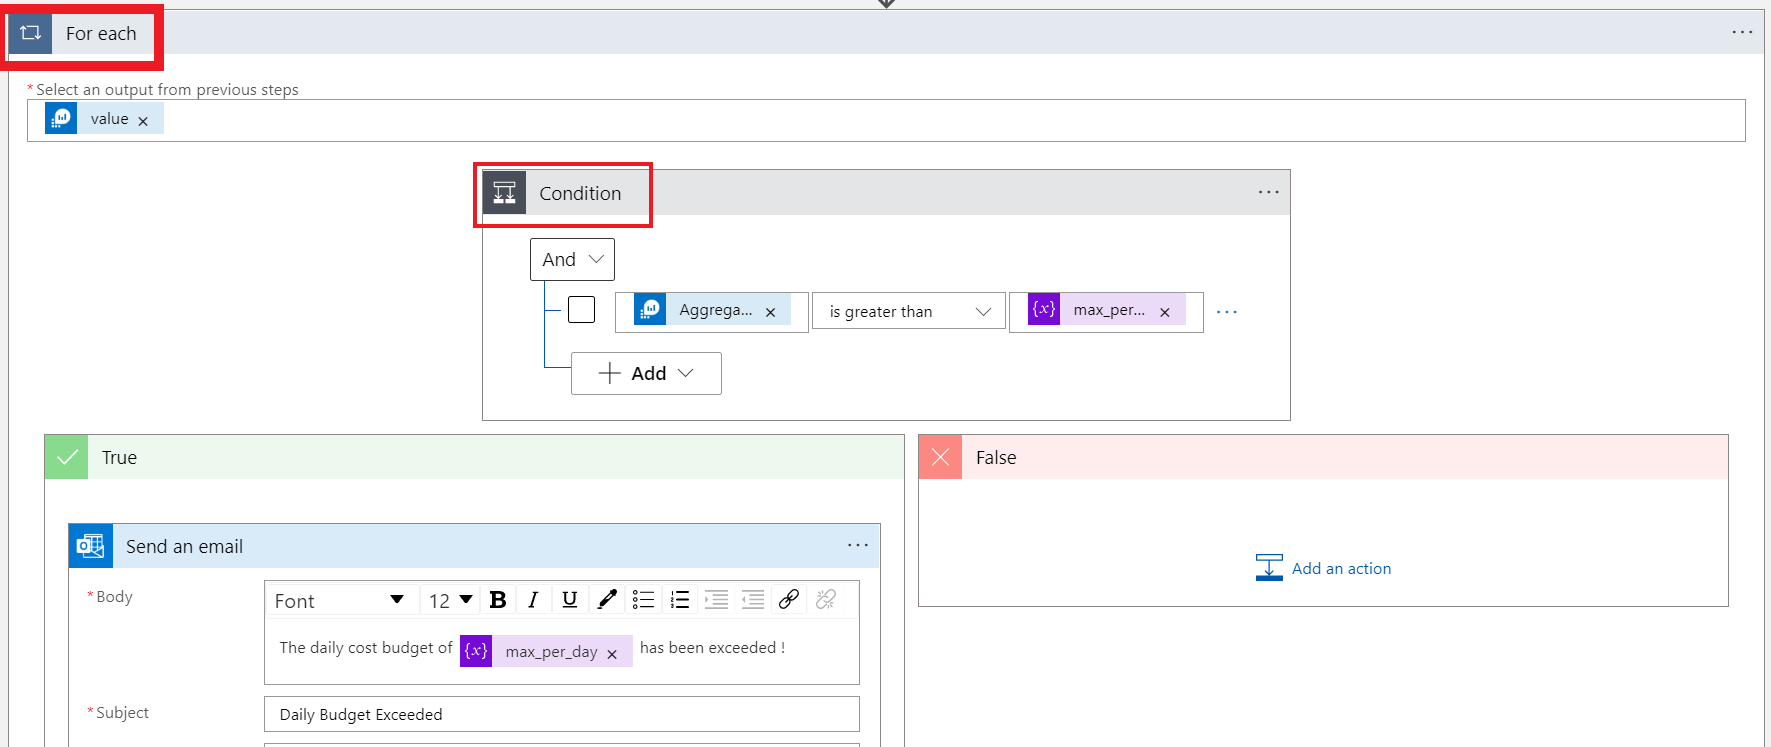 For each
...
* Select an output from previous steps
value ×
Condition
...
And
Aggrega... × is greater than {x} max_per... × ...
+ Add
True
False
Send an email
...
Add an action
* Body
Font 12 B I U
The daily cost budget of {x} max_per_day × has been exceeded !
* Subject
Daily Budget Exceeded